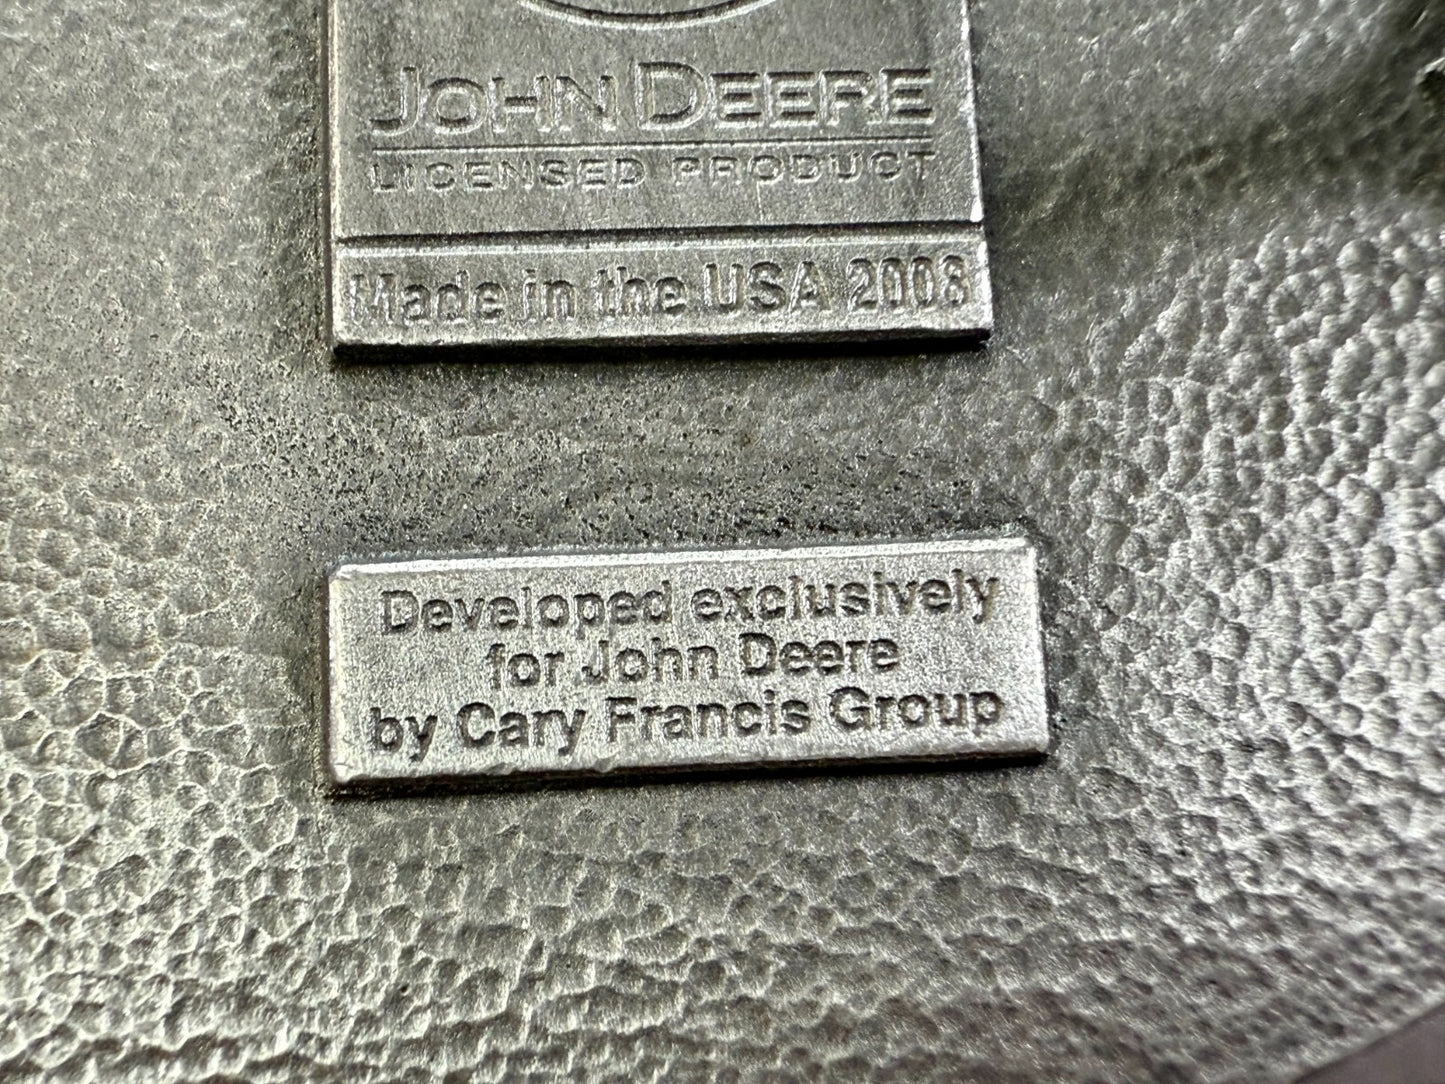 JOHN DEERE
LICENSED PRODUCT
Made in the USA 2008
Developed exclusively
for John Deere
by Cary Francis Group